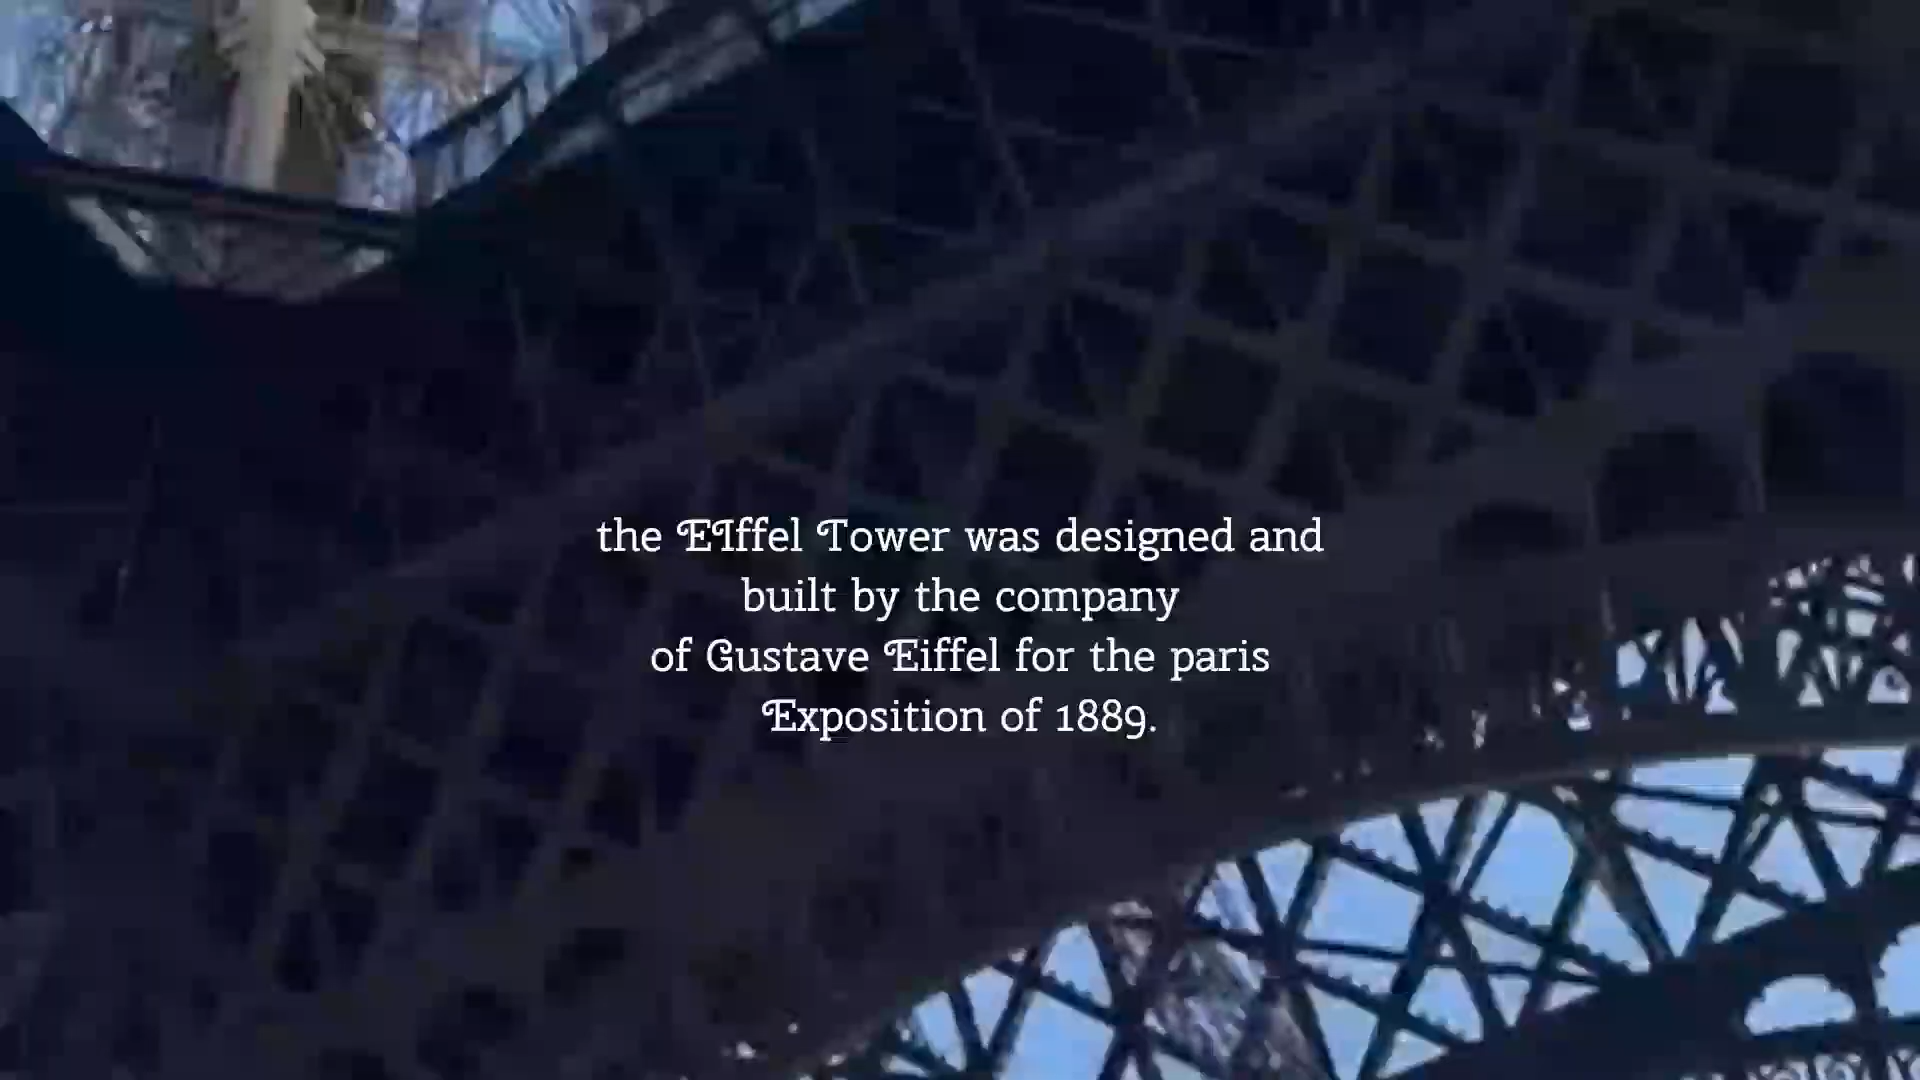 the EIffel Tower was designed and
built by the company
of Gustave Eiffel for the paris
Exposition of 1889.